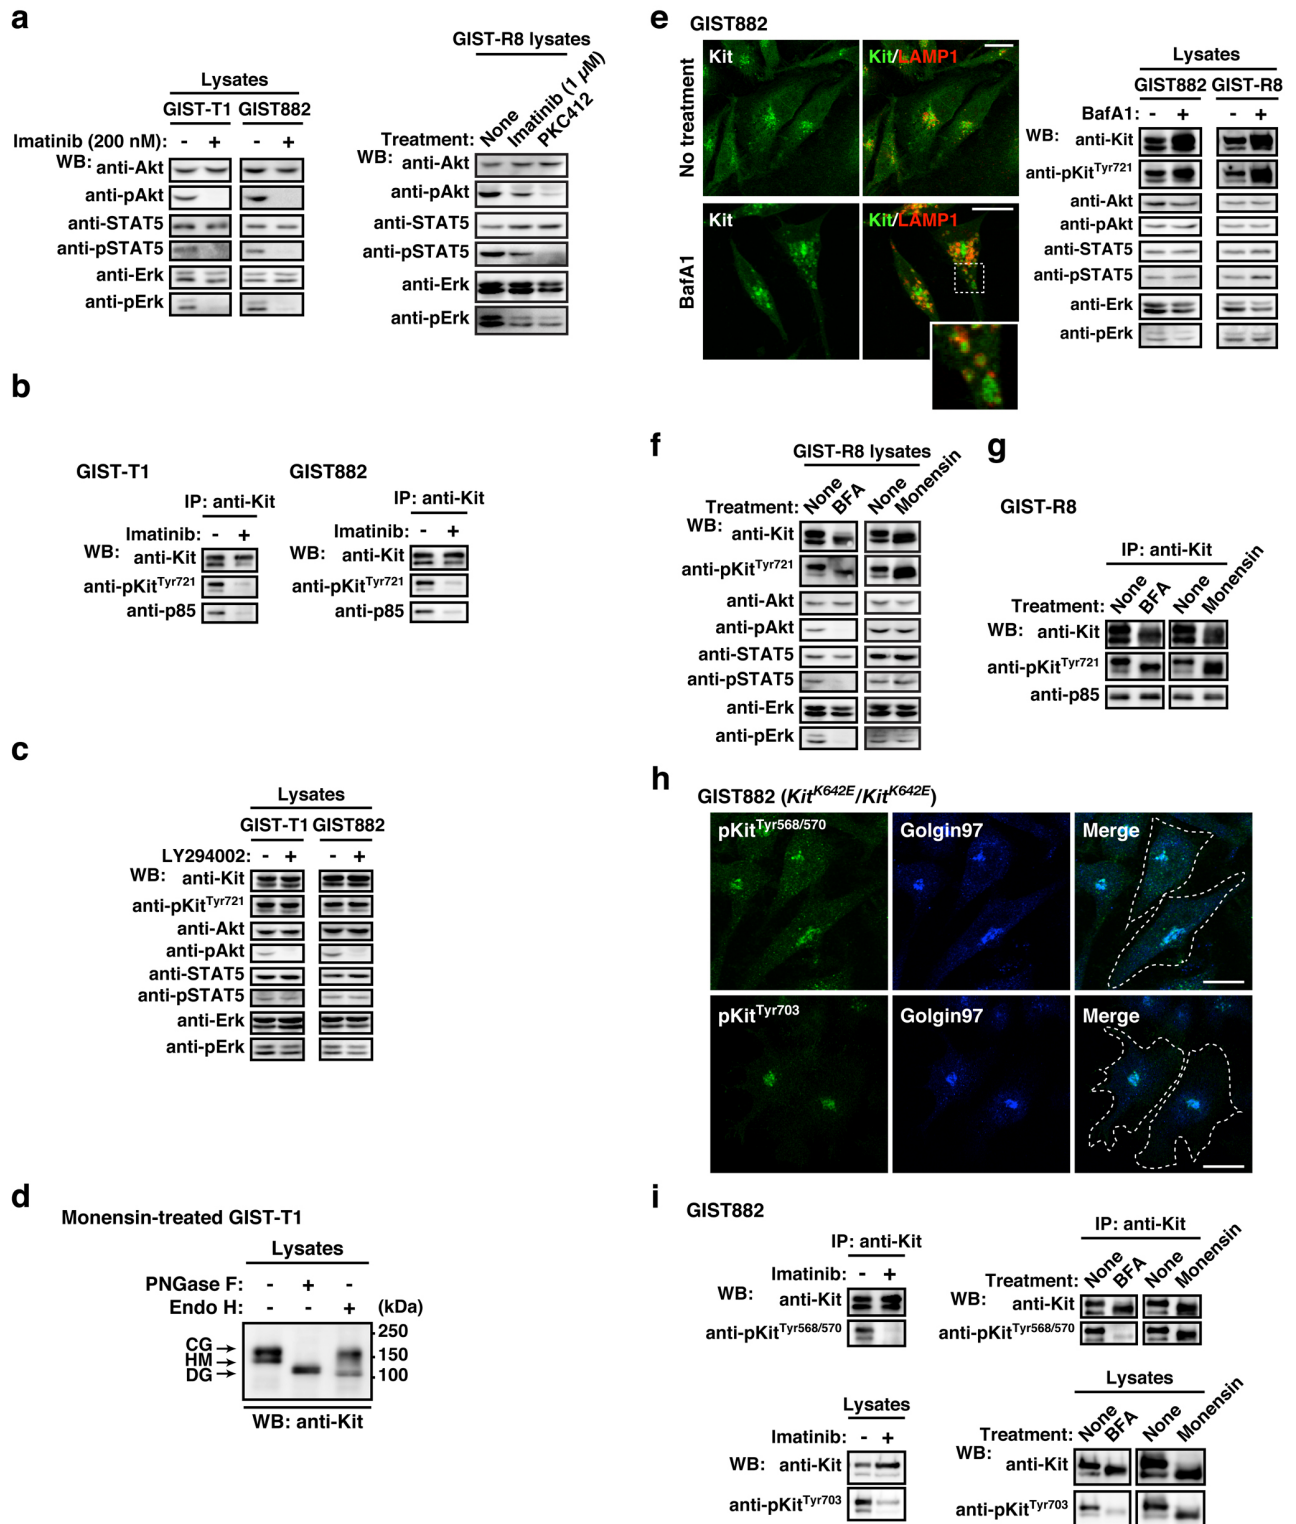 a
GIST-R8 lysates
Lysates
GIST-T1 GIST882
Imatinib (200 nM): - + - +
WB: anti-Akt
anti-pAkt
anti-STAT5
anti-pSTAT5
anti-Erk
anti-pErk
Treatment: None Imatinib (1 µM) PKC412
WB: anti-Akt
anti-pAkt
anti-STAT5
anti-pSTAT5
anti-Erk
anti-pErk
b
GIST-T1
IP: anti-Kit
Imatinib: - +
WB: anti-Kit
anti-pKitTyr721
anti-p85
GIST882
IP: anti-Kit
Imatinib: - +
WB: anti-Kit
anti-pKitTyr721
anti-p85
c
Lysates
GIST-T1 GIST882
LY294002: - + - +
WB: anti-Kit
anti-pKitTyr721
anti-Akt
anti-pAkt
anti-STAT5
anti-pSTAT5
anti-Erk
anti-pErk
d
Monensin-treated GIST-T1
Lysates
PNGase F: - + -
Endo H: - - + (kDa)
CG
HM
DG
250
150
100
WB: anti-Kit
e
GIST882
No treatment
Kit
Kit/LAMP1
BafA1
Kit
Kit/LAMP1
Lysates
GIST882 GIST-R8
BafA1: - + - +
WB: anti-Kit
anti-pKitTyr721
anti-Akt
anti-pAkt
anti-STAT5
anti-pSTAT5
anti-Erk
anti-pErk
f
GIST-R8 lysates
Treatment: None BFA None Monensin
WB: anti-Kit
anti-pKitTyr721
anti-Akt
anti-pAkt
anti-STAT5
anti-pSTAT5
anti-Erk
anti-pErk
g
GIST-R8
IP: anti-Kit
Treatment: None BFA None Monensin
WB: anti-Kit
anti-pKitTyr721
anti-p85
h
GIST882 (KitK642E/KitK642E)
pKitTyr568/570 Golgin97 Merge
pKitTyr703 Golgin97 Merge
i
GIST882
IP: anti-Kit
Imatinib: - +
WB: anti-Kit
anti-pKitTyr568/570
IP: anti-Kit
Treatment: None BFA None Monensin
WB: anti-Kit
anti-pKitTyr568/570
Lysates
Imatinib: - +
WB: anti-Kit
anti-pKitTyr703
Lysates
Treatment: None BFA None Monensin
WB: anti-Kit
anti-pKitTyr703